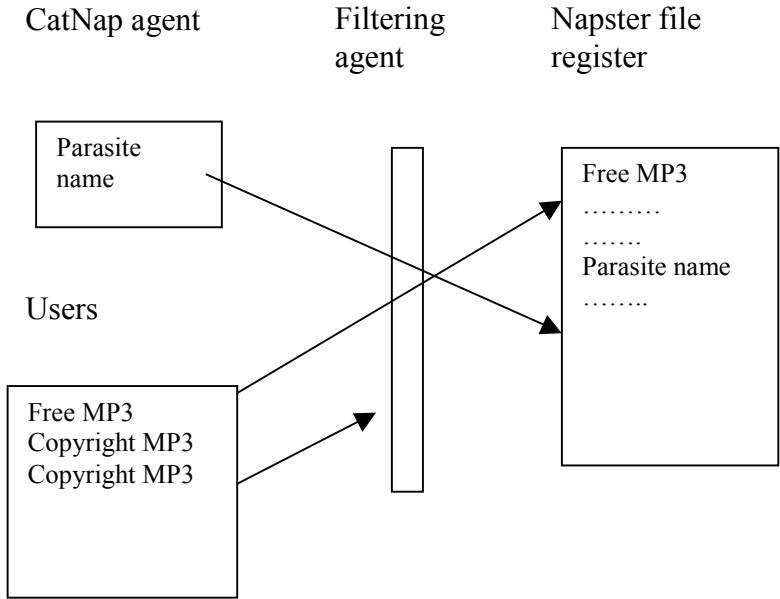 CatNap agent
Filtering
agent
Napster file
register
Parasite
name
Free MP3
………
…….
Parasite name
……..
Users
Free MP3
Copyright MP3
Copyright MP3